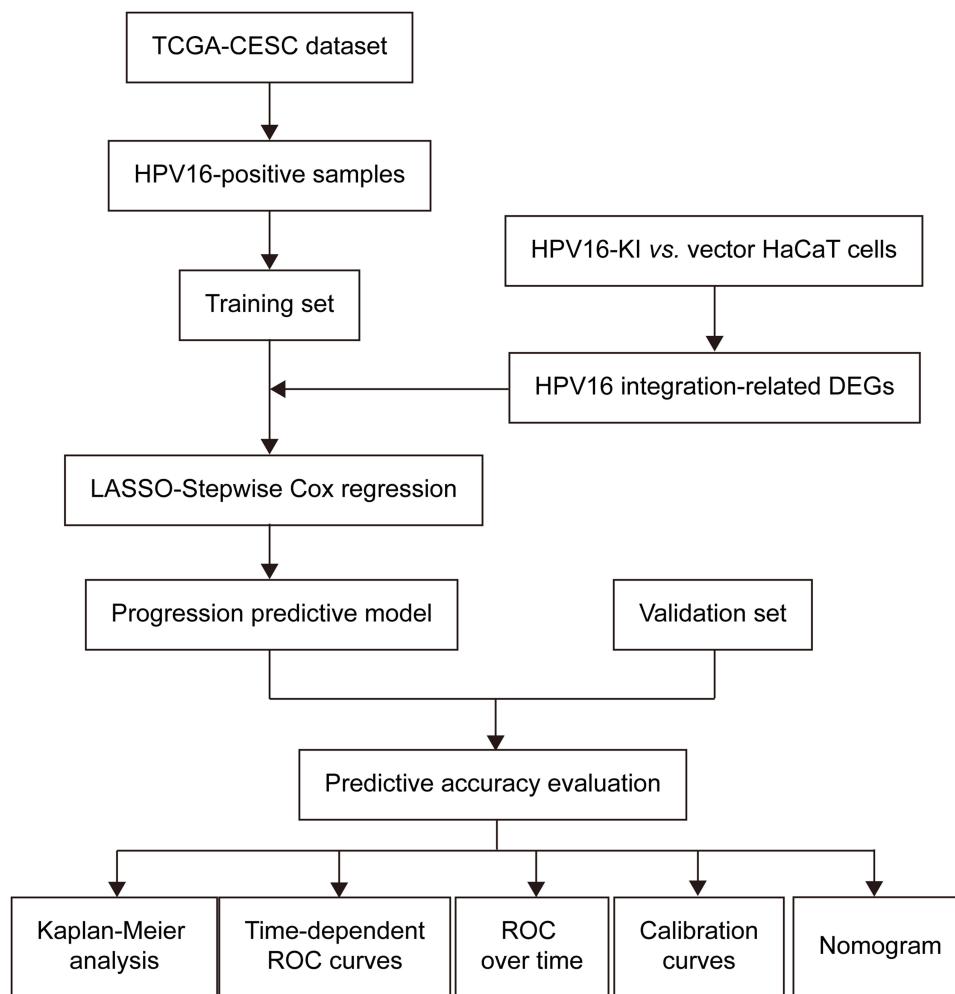 TCGA-CESC dataset
HPV16-positive samples
HPV16-KI vs. vector HaCaT cells
Training set
HPV16 integration-related DEGs
LASSO-Stepwise Cox regression
Progression predictive model
Validation set
Predictive accuracy evaluation
Kaplan-Meier
analysis
Time-dependent
ROC curves
ROC
over time
Calibration
curves
Nomogram